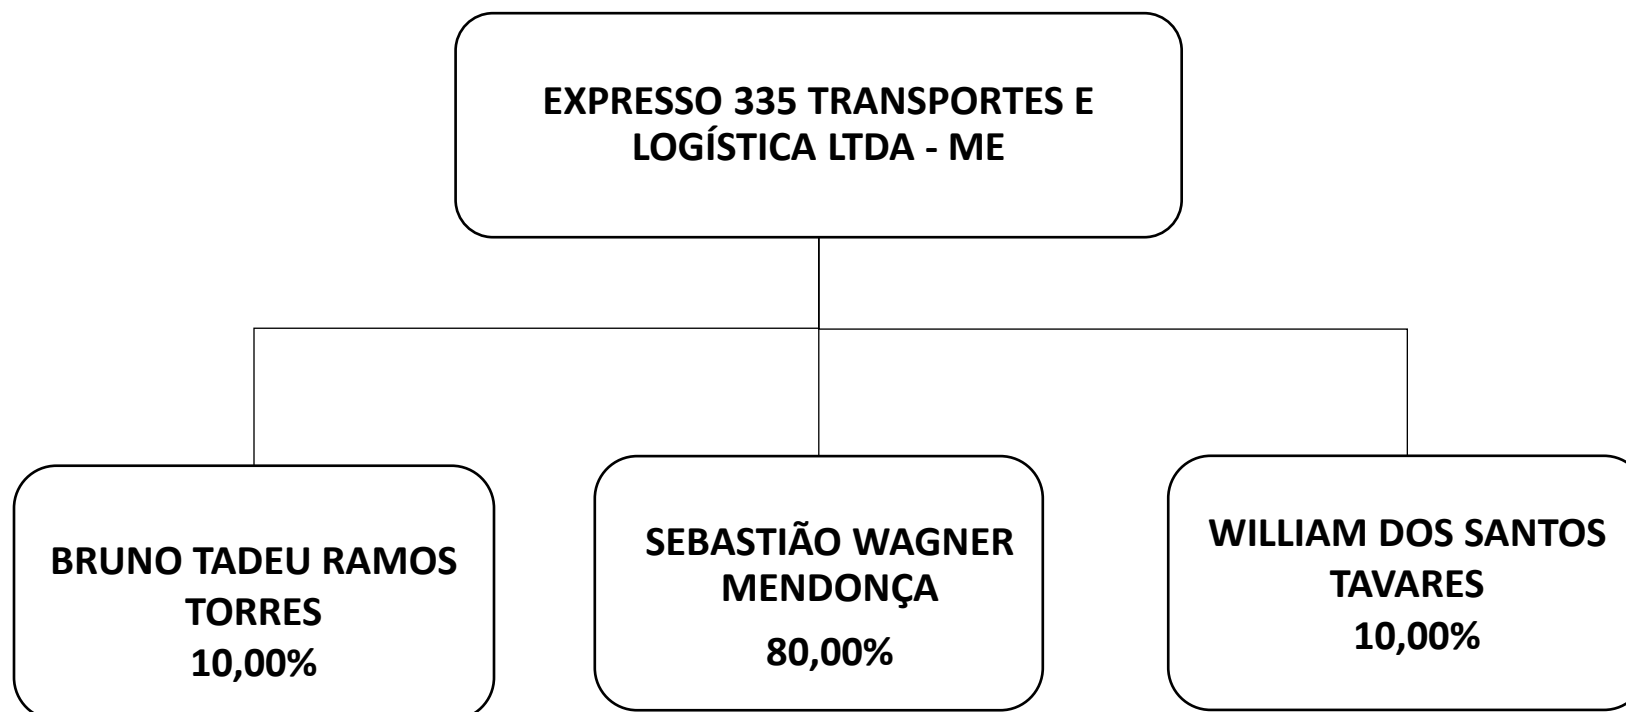 EXPRESSO 335 TRANSPORTES E
LOGÍSTICA LTDA - ME
BRUNO TADEU RAMOS
TORRES
10,00%
SEBASTIÃO WAGNER
MENDONÇA
80,00%
WILLIAM DOS SANTOS
TAVARES
10,00%